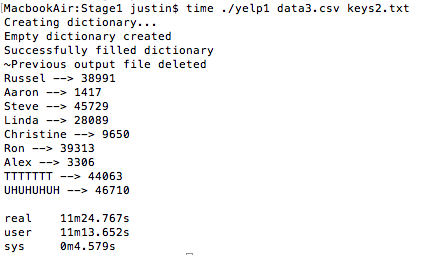 MacbookAir:Stage1 justin$ time ./yelp1 data3.csv keys2.txt
Creating dictionary...
Empty dictionary created
Successfully filled dictionary
~Previous output file deleted
Russel --> 38991
Aaron --> 1417
Steve --> 45729
Linda --> 28089
Christine --> 9650
Ron --> 39313
Alex --> 3306
TTTTTTT --> 44063
UHUHUHUH --> 46710
real 11m24.767s
user 11m13.652s
sys 0m4.579s